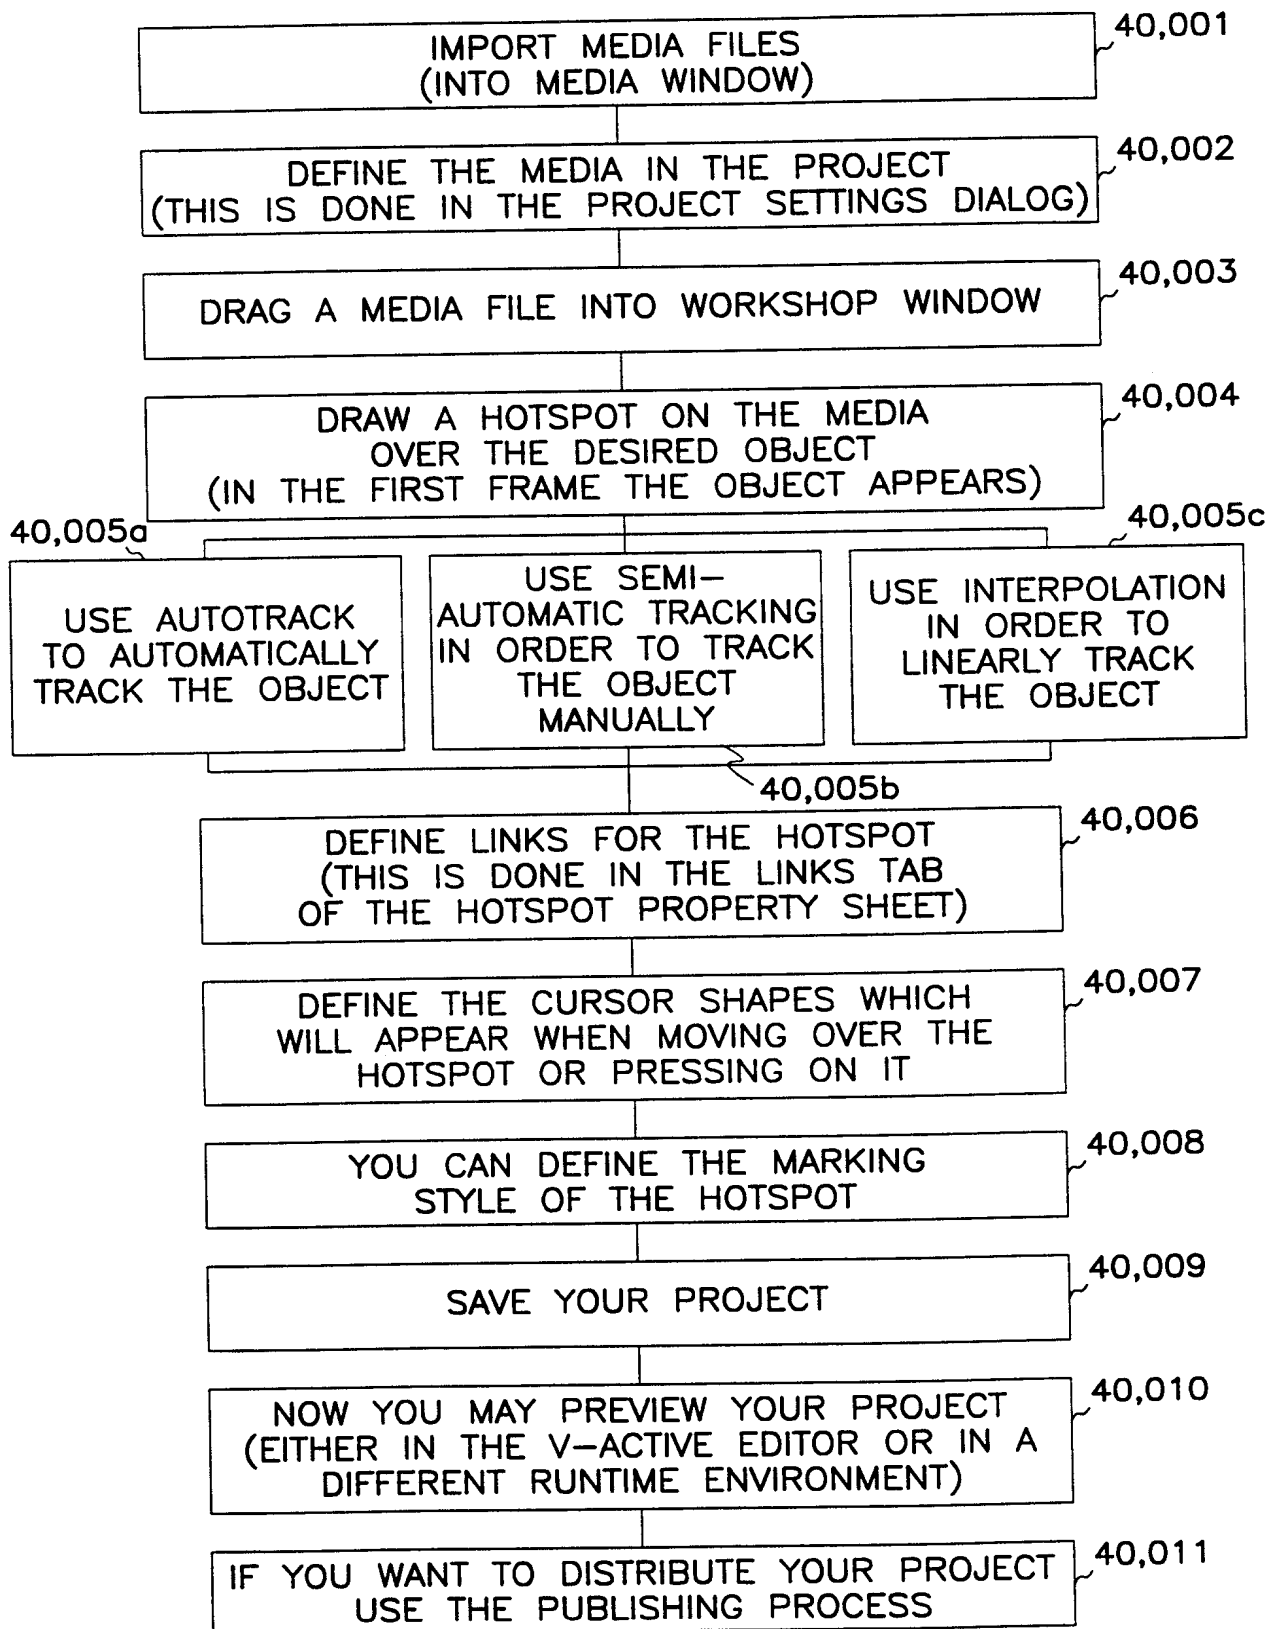 IMPORT MEDIA FILES
(INTO MEDIA WINDOW)
40,001
DEFINE THE MEDIA IN THE PROJECT
(THIS IS DONE IN THE PROJECT SETTINGS DIALOG)
40,002
DRAG A MEDIA FILE INTO WORKSHOP WINDOW
40,003
DRAW A HOTSPOT ON THE MEDIA
OVER THE DESIRED OBJECT
(IN THE FIRST FRAME THE OBJECT APPEARS)
40,004
40,005a
USE AUTOTRACK
TO AUTOMATICALLY
TRACK THE OBJECT
USE SEMI–
AUTOMATIC TRACKING
IN ORDER TO TRACK
THE OBJECT
MANUALLY
40,005b
40,005c
USE INTERPOLATION
IN ORDER TO
LINEARLY TRACK
THE OBJECT
DEFINE LINKS FOR THE HOTSPOT
(THIS IS DONE IN THE LINKS TAB
OF THE HOTSPOT PROPERTY SHEET)
40,006
DEFINE THE CURSOR SHAPES WHICH
WILL APPEAR WHEN MOVING OVER THE
HOTSPOT OR PRESSING ON IT
40,007
YOU CAN DEFINE THE MARKING
STYLE OF THE HOTSPOT
40,008
SAVE YOUR PROJECT
40,009
NOW YOU MAY PREVIEW YOUR PROJECT
(EITHER IN THE V–ACTIVE EDITOR OR IN A
DIFFERENT RUNTIME ENVIRONMENT)
40,010
IF YOU WANT TO DISTRIBUTE YOUR PROJECT
USE THE PUBLISHING PROCESS
40,011